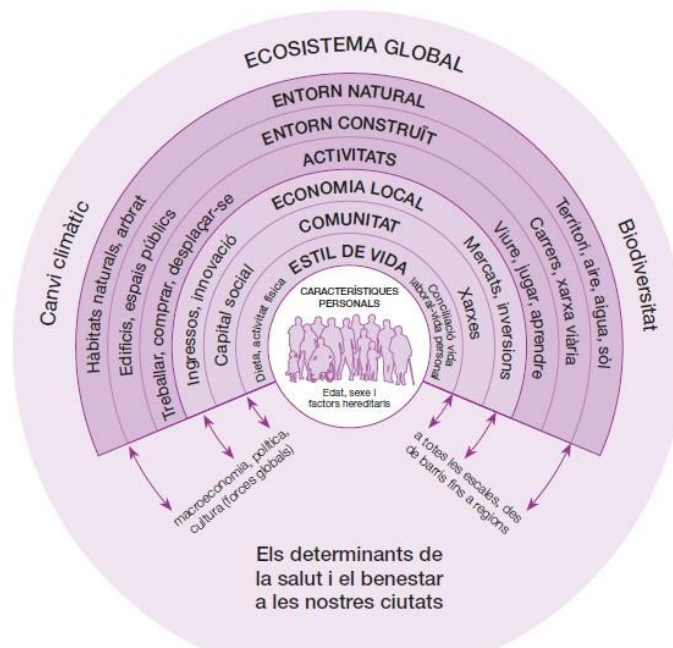 ECOSISTEMA GLOBAL
Canvi climàtic
Biodiversitat
ENTORN NATURAL
Hàbitats naturals, arbrat
Territori, aire, aigua, sòl
ENTORN CONSTRUÏT
Edificis, espais públics
Carrers, xarxa viària
ACTIVITATS
Treballar, comprar, desplaçar-se
Viure, jugar, aprendre
ECONOMIA LOCAL
Ingressos, innovació
Mercats, inversions
COMUNITAT
Capital social
Xarxes
ESTIL DE VIDA
Dieta, activitat física
Conciliació vida
laboral-vida personal
CARACTERÍSTIQUES
PERSONALS
Edat, sexe i
factors hereditaris
macroeconomia, política,
cultura (forces globals)
a totes les escales, des
de barris fins a regions
Els determinants de
la salut i el benestar
a les nostres ciutats